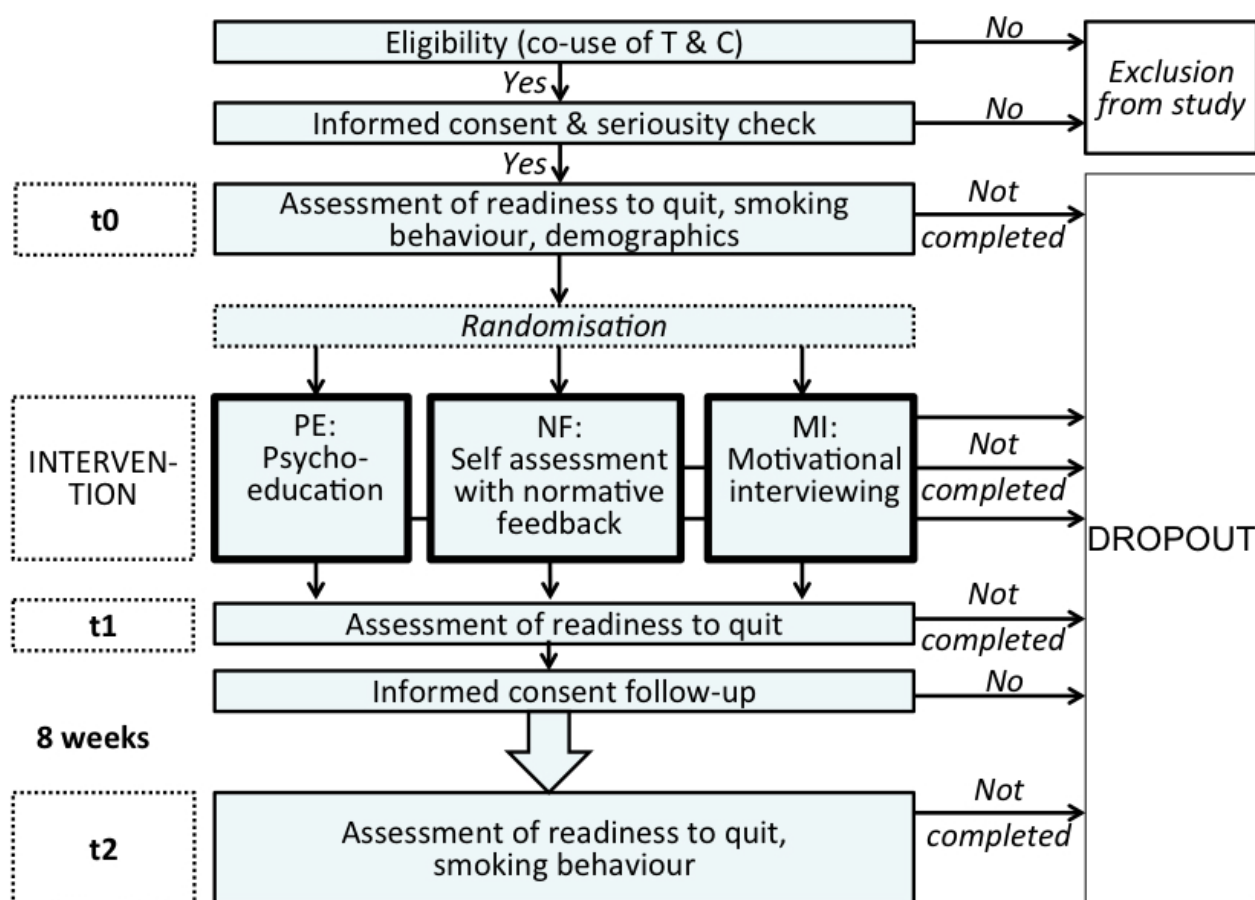 Eligibility (co-use of T & C)
No
Exclusion
from study
Yes
Informed consent & seriousity check
No
Yes
t0
Assessment of readiness to quit, smoking
behaviour, demographics
Not
completed
Randomisation
INTERVEN-
TION
PE:
Psycho-
education
NF:
Self assessment
with normative
feedback
MI:
Motivational
interviewing
Not
completed
DROPOUT
t1
Assessment of readiness to quit
Not
completed
Informed consent follow-up
No
8 weeks
t2
Assessment of readiness to quit,
smoking behaviour
Not
completed